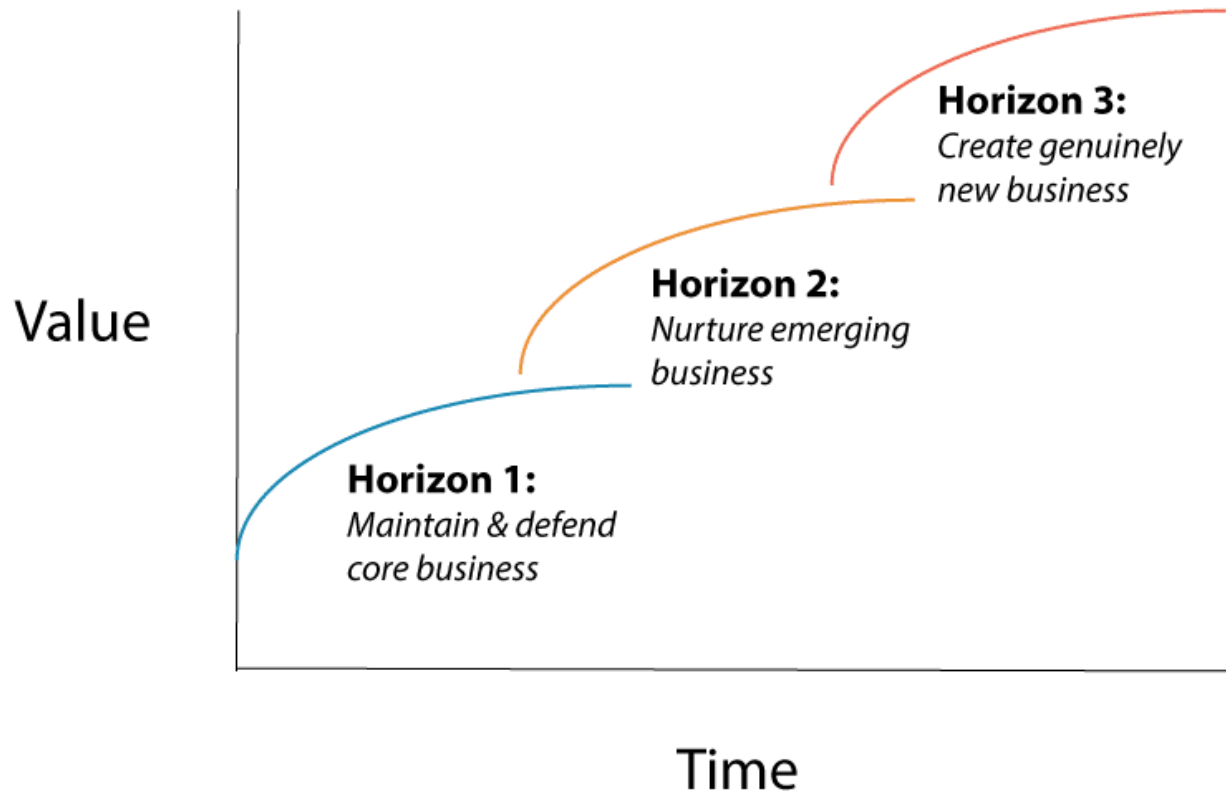 Horizon 3:
Create genuinely
new business
Horizon 2:
Nurture emerging
business
Value
Horizon 1:
Maintain & defend
core business
Time